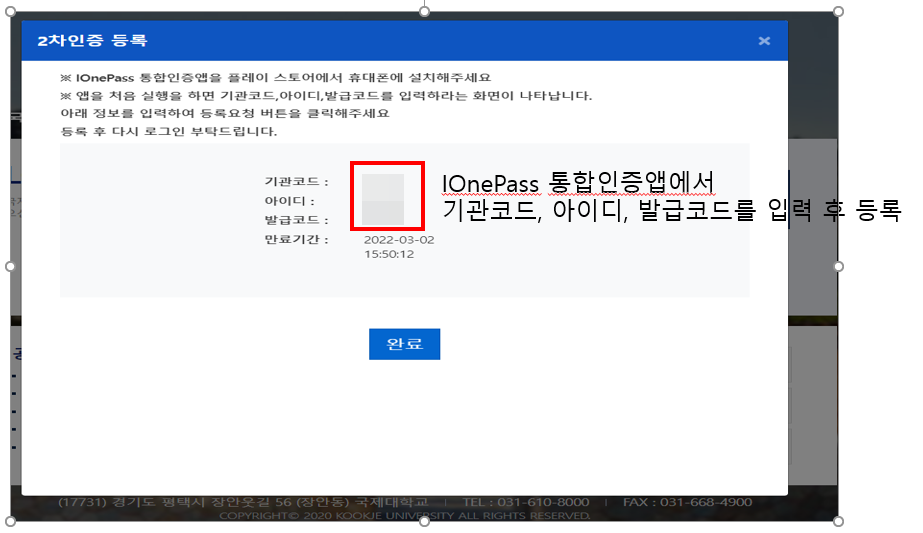 2차인증 등록
×
※ IOnePass 통합인증앱을 플레이 스토어에서 휴대폰에 설치해주세요
※ 앱을 처음 실행을 하면 기관코드,아이디,발급코드를 입력하라는 화면이 나타납니다.
아래 정보를 입력하여 등록요청 버튼을 클릭해주세요
등록 후 다시 로그인 부탁드립니다.
기관코드 :
아이디 :
발급코드 :
만료기간 : 2022-03-02
15:50:12
IOnePass 통합인증앱에서
기관코드, 아이디, 발급코드를 입력 후 등록
완료
(17731) 경기도 평택시 장안웃길 56 (장안동) 국제대학교 | TEL : 031-610-8000 | FAX : 031-668-4900
COPYRIGHT© 2020 KOOKJE UNIVERSITY ALL RIGHTS RESERVED.